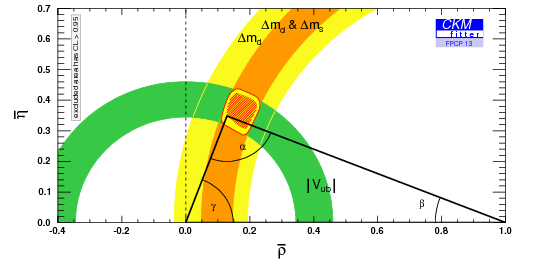 0.7
0.6
0.5
0.4
0.3
0.2
0.1
0.0
η
excluded area has CL > 0.95
Δm_d
Δm_d & Δm_s
CKM
fitter
FPCP 13
α
γ
β
|V_ub|
-0.4 -0.2 0.0 0.2 0.4 0.6 0.8 1.0
ρ